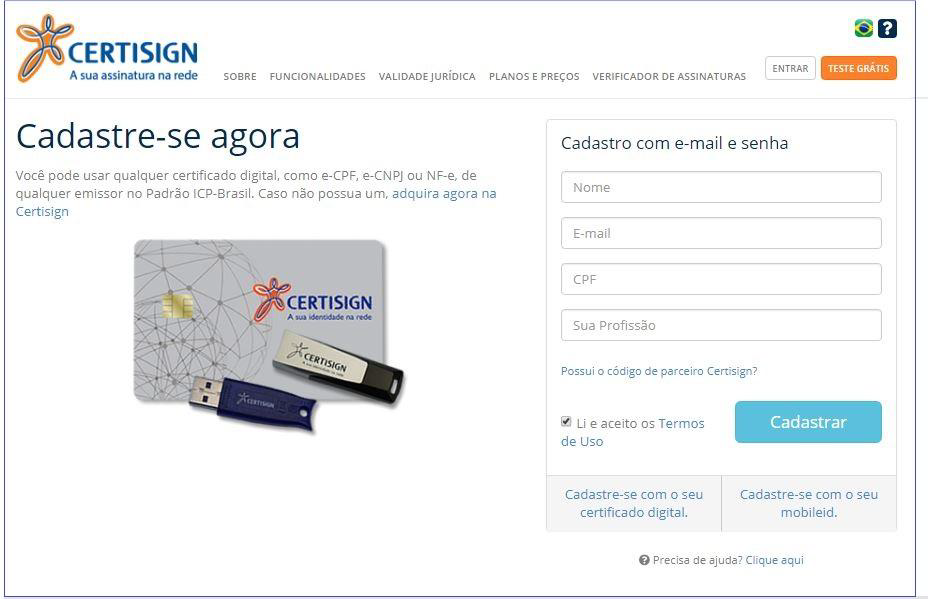 CERTISIGN
A sua assinatura na rede
SOBRE FUNCIONALIDADES VALIDADE JURÍDICA PLANOS E PREÇOS VERIFICADOR DE ASSINATURAS
?
ENTRAR TESTE GRÁTIS
Cadastre-se agora
Você pode usar qualquer certificado digital, como e-CPF, e-CNPJ ou NF-e, de
qualquer emissor no Padrão ICP-Brasil. Caso não possua um, adquira agora na
Certisign
CERTISIGN
A sua identidade na rede
CERTISIGN
CERTISIGN
Cadastro com e-mail e senha
Nome
E-mail
CPF
Sua Profissão
Possui o código de parceiro Certisign?
Li e aceito os Termos
de Uso
Cadastrar
Cadastre-se com o seu
certificado digital.
Cadastre-se com o seu
mobileid.
? Precisa de ajuda? Clique aqui